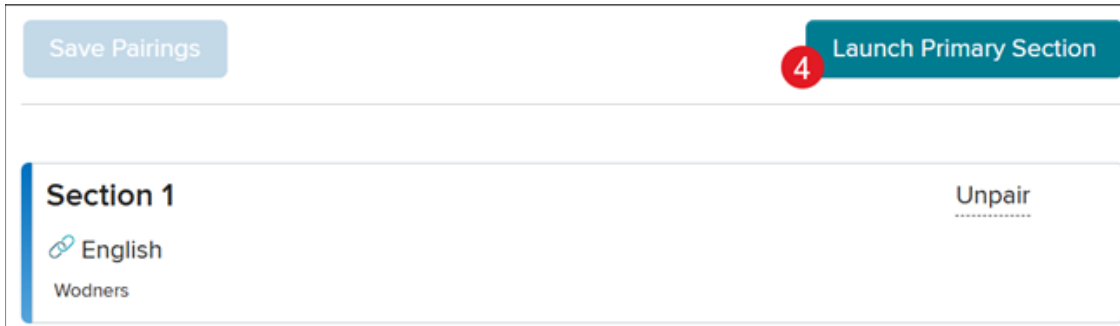 Save Pairings
4 Launch Primary Section
Section 1
Unpair
English
Wodners